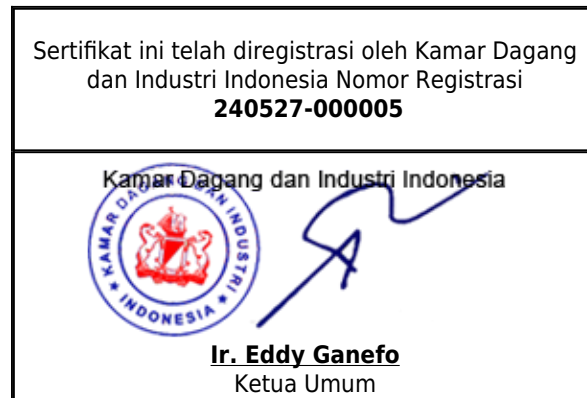 Sertifikat ini telah diregistrasi oleh Kamar Dagang
dan Industri Indonesia Nomor Registrasi
240527-000005
Kamar Dagang dan Industri Indonesia
KAMAR DAGANG DAN INDUSTRI
INDONESIA
Ir. Eddy Ganefo
Ketua Umum